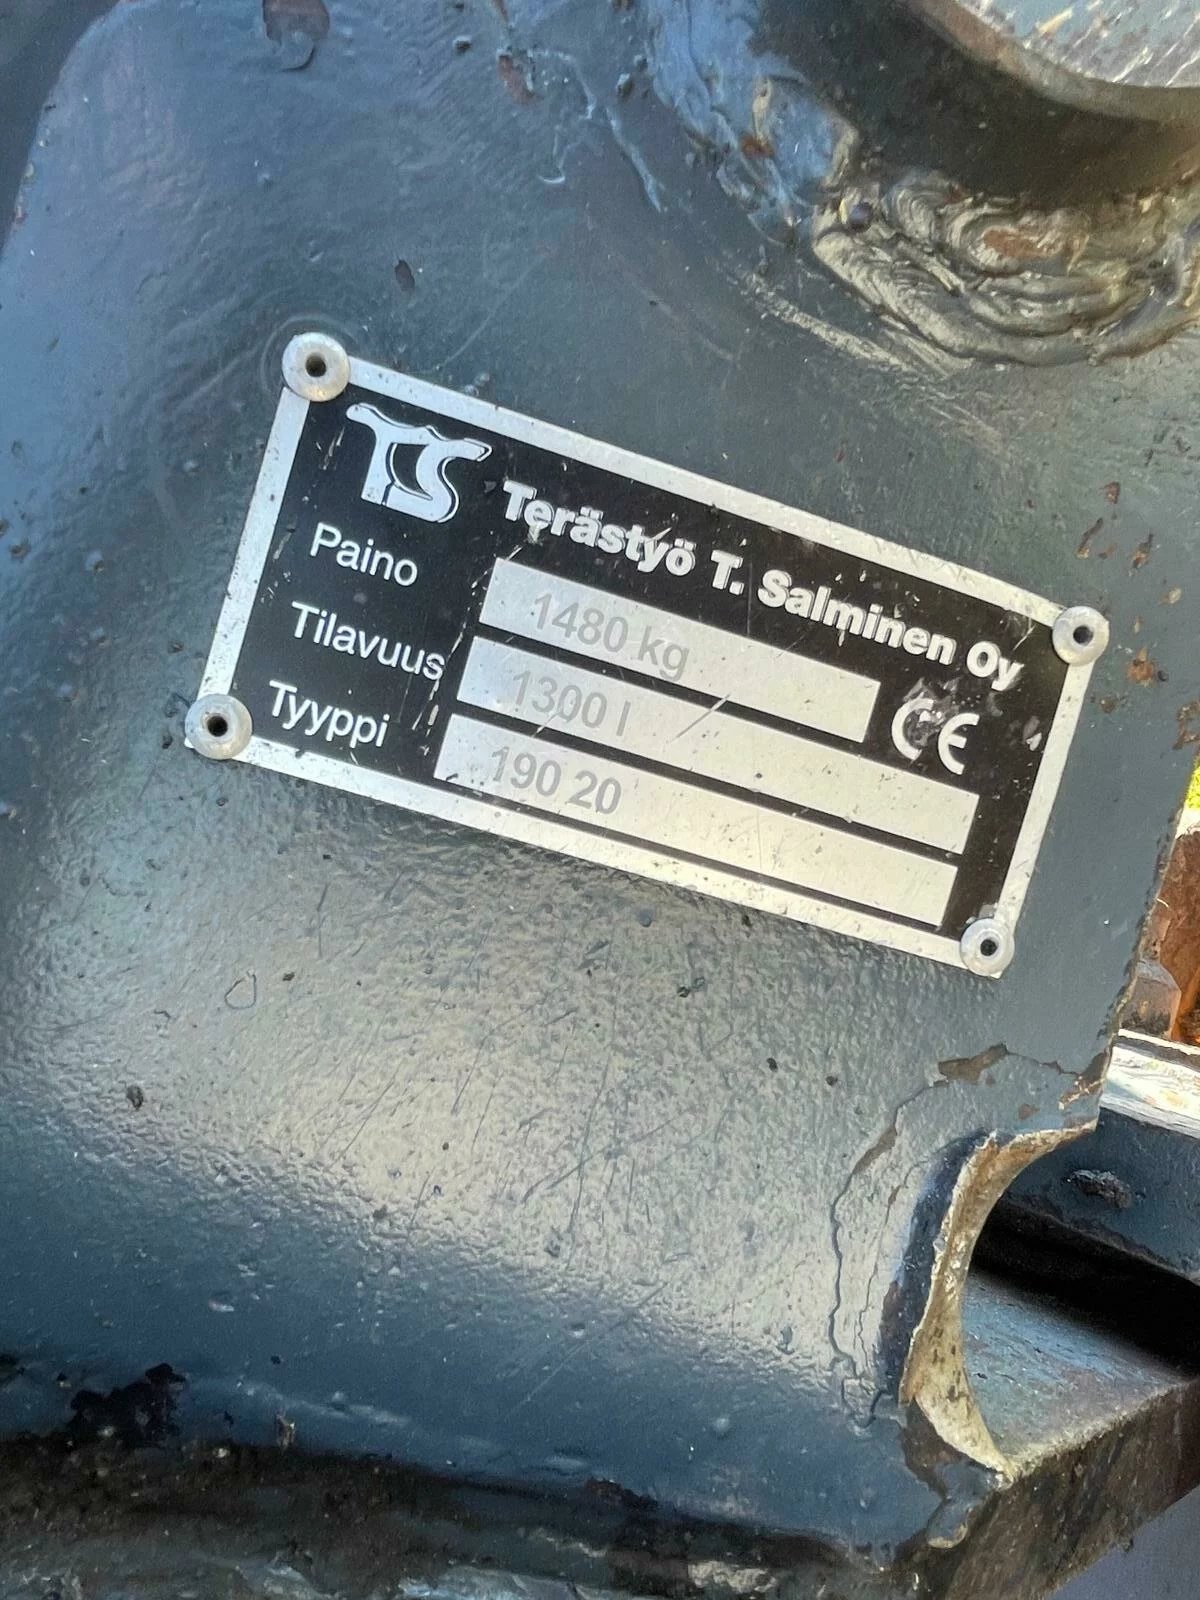 TS Terästyö T. Salminen Oy
Paino 1480 kg
Tilavuus 1300 l
CE
Tyyppi 190 20